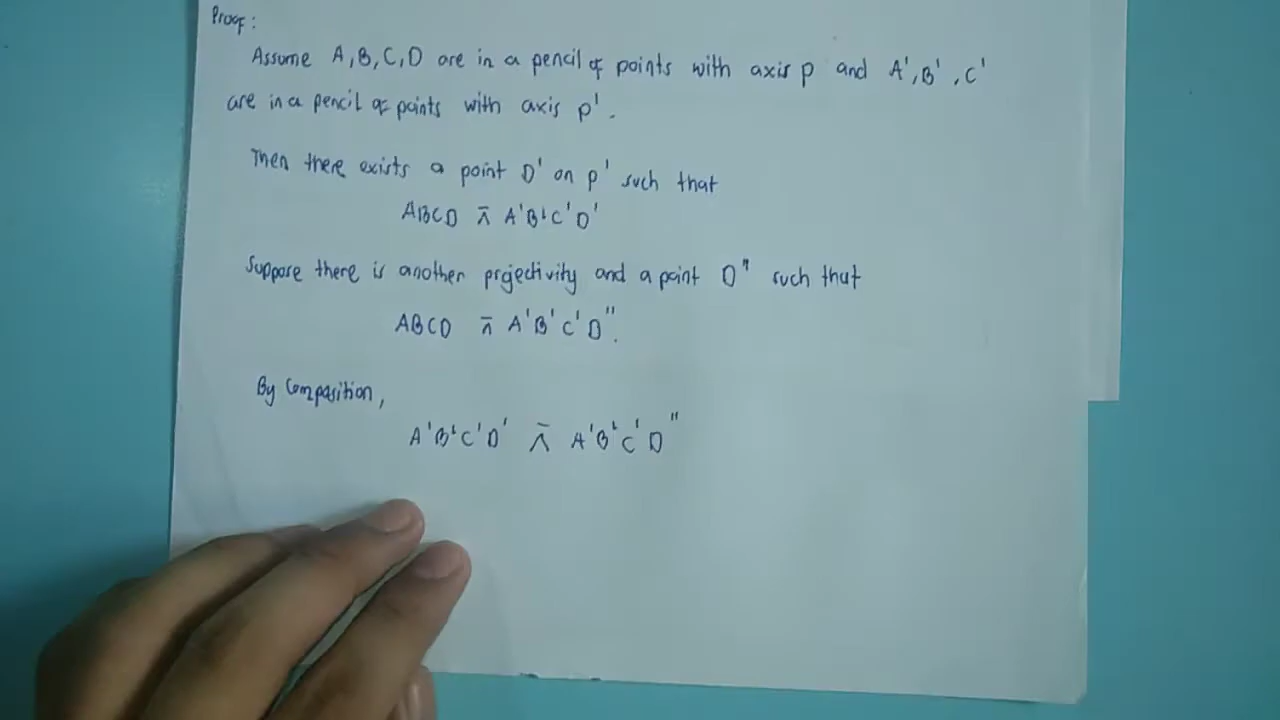 Proof:
Assume A, B, C, D are in a pencil of points with axis p and A', B', C'
are in a pencil of points with axis p'.
Then there exists a point D' on p' such that
ABCD ⊼ A'B'C'D'
Suppose there is another projectivity and a point D" such that
ABCD ⊼ A'B'C'D".
By Composition,
A'B'C'D' ⊼ A'B'C'D"